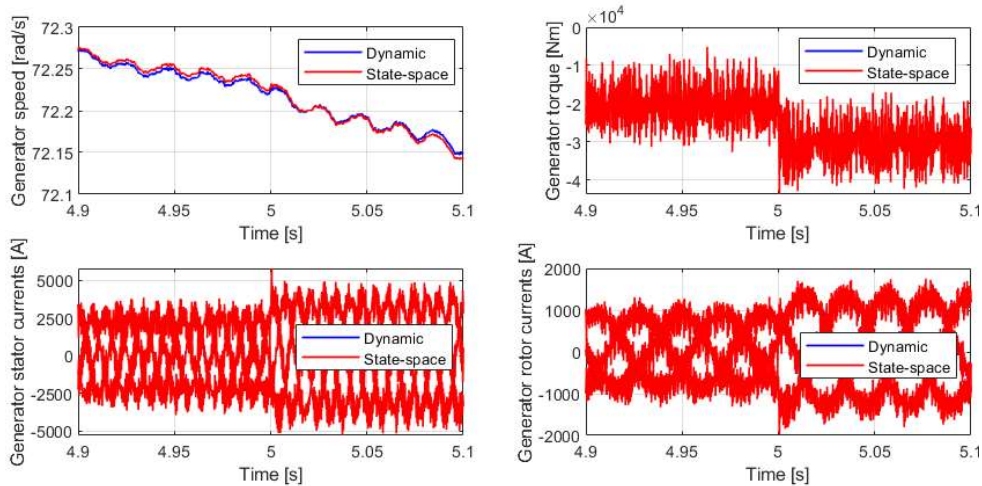 Generator speed [rad/s]
72.3
72.25
72.2
72.15
72.1
Dynamic
State-space
4.9
4.95
5
5.05
5.1
Time [s]
Generator torque [Nm]
×10⁴
0
-1
-2
-3
-4
Dynamic
State-space
4.9
4.95
5
5.05
5.1
Time [s]
Generator stator currents [A]
5000
2500
0
-2500
-5000
Dynamic
State-space
4.9
4.95
5
5.05
5.1
Time [s]
Generator rotor currents [A]
2000
1000
0
-1000
-2000
Dynamic
State-space
4.9
4.95
5
5.05
5.1
Time [s]